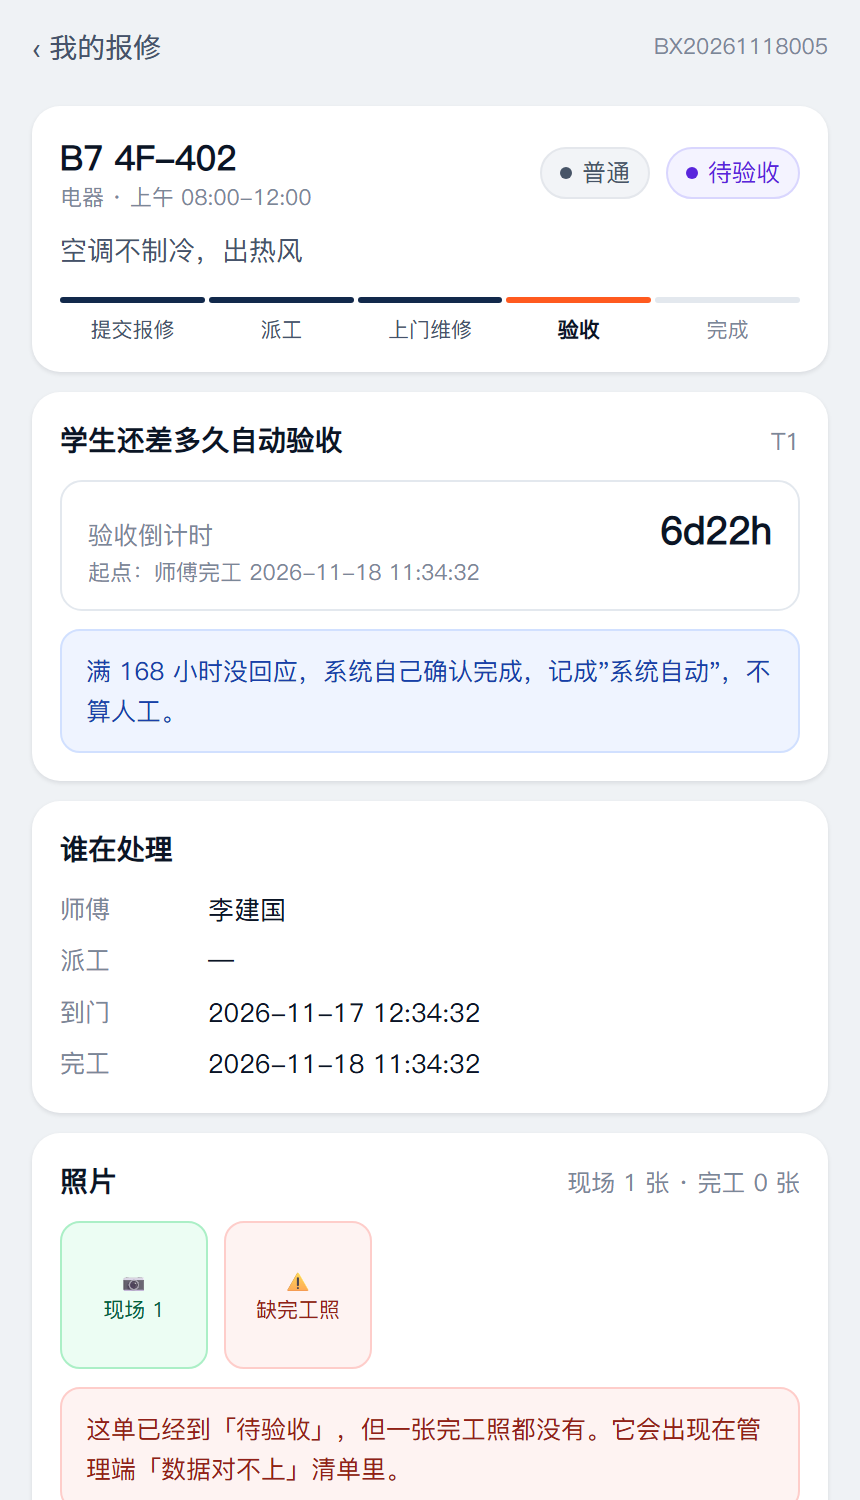 ‹ 我的报修
BX20261118005
B7 4F-402
普通
待验收
电器 · 上午 08:00-12:00
空调不制冷，出热风
提交报修
派工
上门维修
验收
完成
学生还差多久自动验收
T1
验收倒计时
6d22h
起点：师傅完工 2026-11-18 11:34:32
满 168 小时没回应，系统自己确认完成，记成”系统自动”，不
算人工。
谁在处理
师傅 李建国
派工 —
到门 2026-11-17 12:34:32
完工 2026-11-18 11:34:32
照片
现场 1 张 · 完工 0 张
现场 1
缺完工照
这单已经到「待验收」，但一张完工照都没有。它会出现在管
理端「数据对不上」清单里。